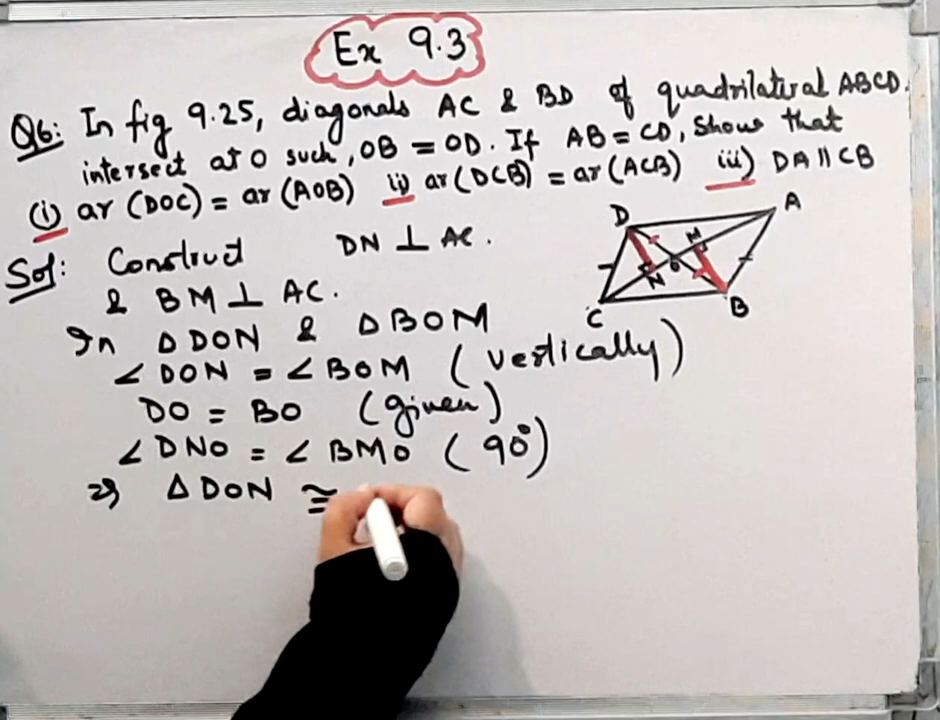 Ex 9.3
Q6: In fig 9.25, diagonals AC & BD of quadrilateral ABCD.
intersect at O such, OB = OD. If AB = CD, Show that
(i) ar (DOC) = ar (AOB) ii) ar (DCB) = ar (ACB) iii) DA || CB
Sol: Construct DN ⊥ AC.
& BM ⊥ AC.
In △DON & △BOM
∠DON = ∠BOM (vertically)
DO = BO (given)
∠DNO = ∠BMO (90°)
⇒ △DON ≅
D
A
M
O
N
C
B